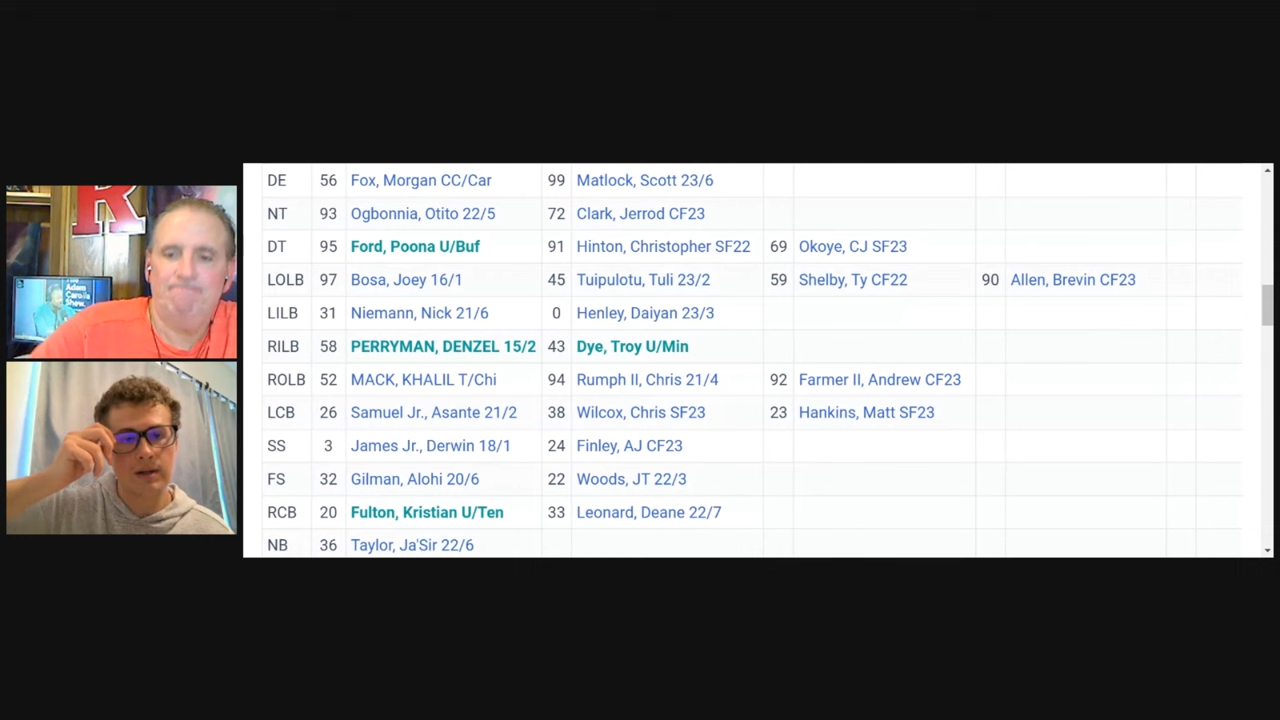 R
Adam
Carolla
Show
DE 56 Fox, Morgan CC/Car 99 Matlock, Scott 23/6
NT 93 Ogbonnia, Otito 22/5 72 Clark, Jerrod CF23
DT 95 Ford, Poona U/Buf 91 Hinton, Christopher SF22 69 Okoye, CJ SF23
LOLB 97 Bosa, Joey 16/1 45 Tuipulotu, Tuli 23/2 59 Shelby, Ty CF22 90 Allen, Brevin CF23
LILB 31 Niemann, Nick 21/6 0 Henley, Daiyan 23/3
RILB 58 PERRYMAN, DENZEL 15/2 43 Dye, Troy U/Min
ROLB 52 MACK, KHALIL T/Chi 94 Rumph II, Chris 21/4 92 Farmer II, Andrew CF23
LCB 26 Samuel Jr., Asante 21/2 38 Wilcox, Chris SF23 23 Hankins, Matt SF23
SS 3 James Jr., Derwin 18/1 24 Finley, AJ CF23
FS 32 Gilman, Alohi 20/6 22 Woods, JT 22/3
RCB 20 Fulton, Kristian U/Ten 33 Leonard, Deane 22/7
NB 36 Taylor, Ja'Sir 22/6